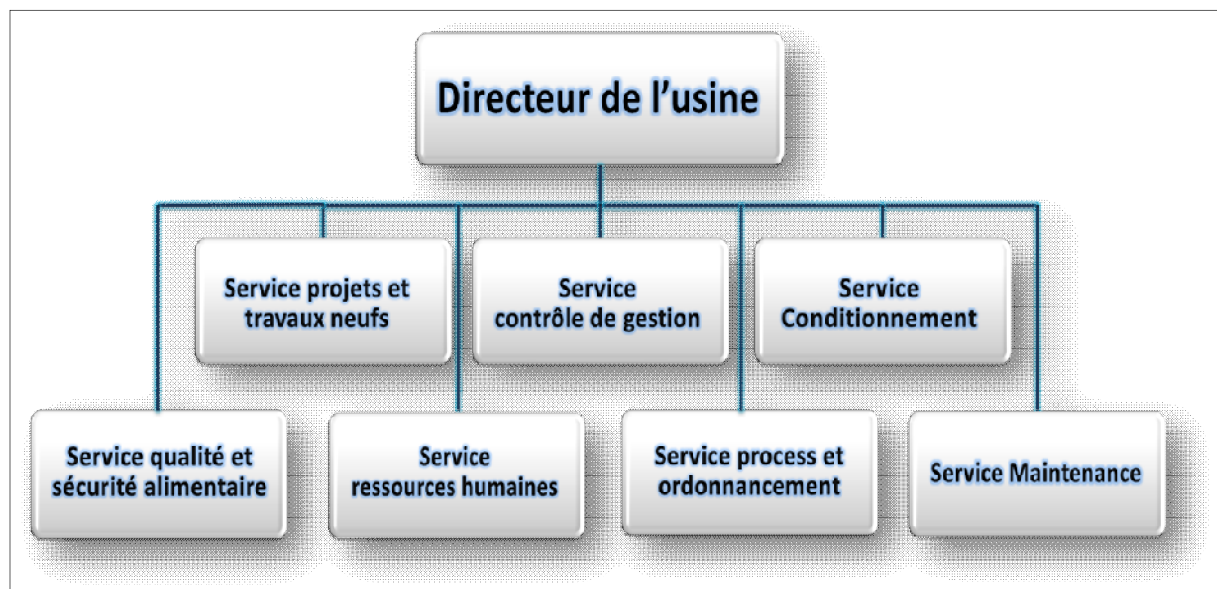 Directeur de l'usine
Service projets et
travaux neufs
Service
contrôle de gestion
Service
Conditionnement
Service qualité et
sécurité alimentaire
Service
ressources humaines
Service process et
ordonnancement
Service Maintenance